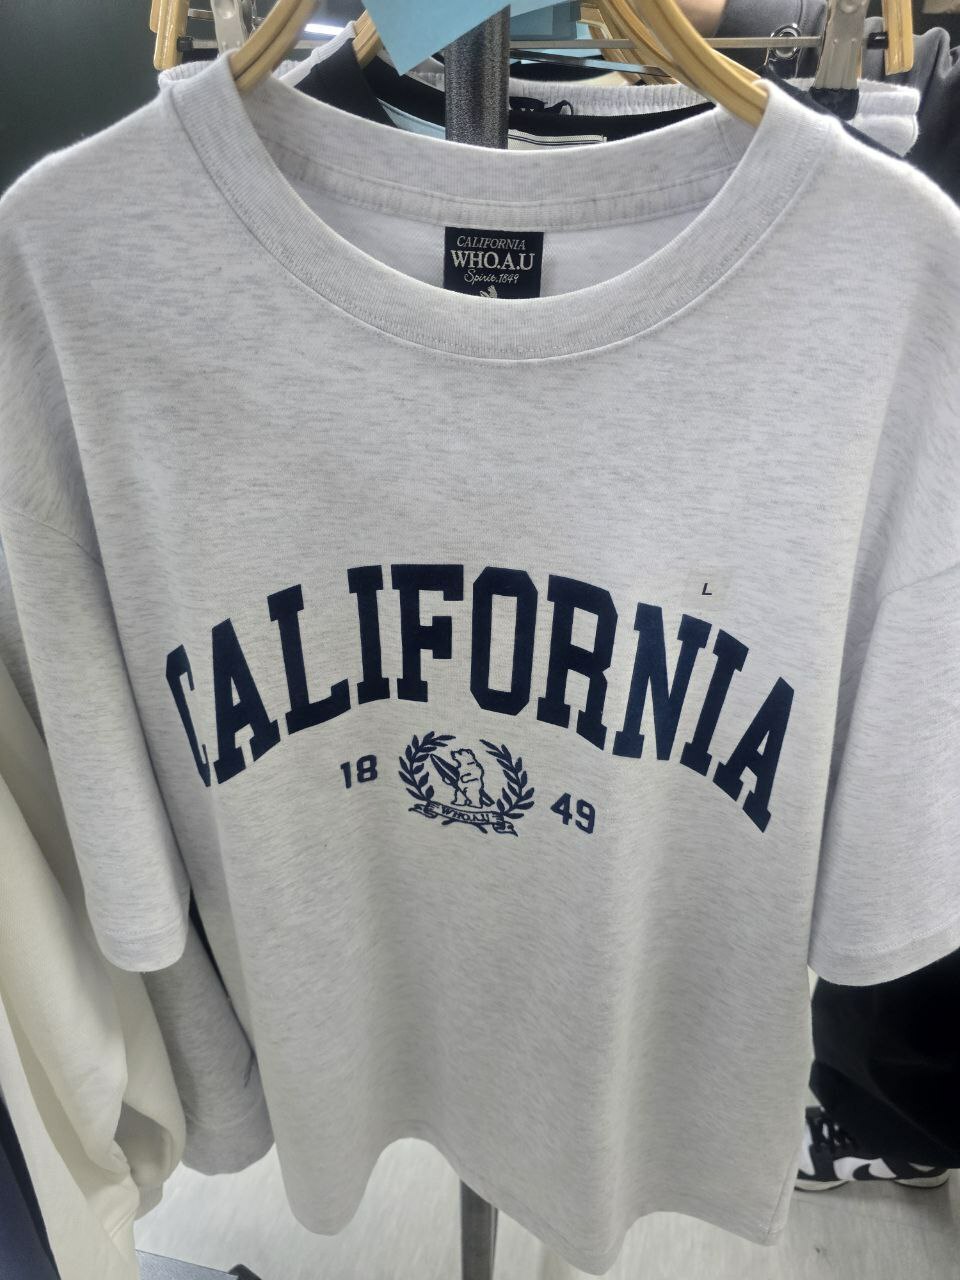 CALIFORNIA
WHO.A.U
Spirit.1849
L
CALIFORNIA
18 49
WHO.A.U